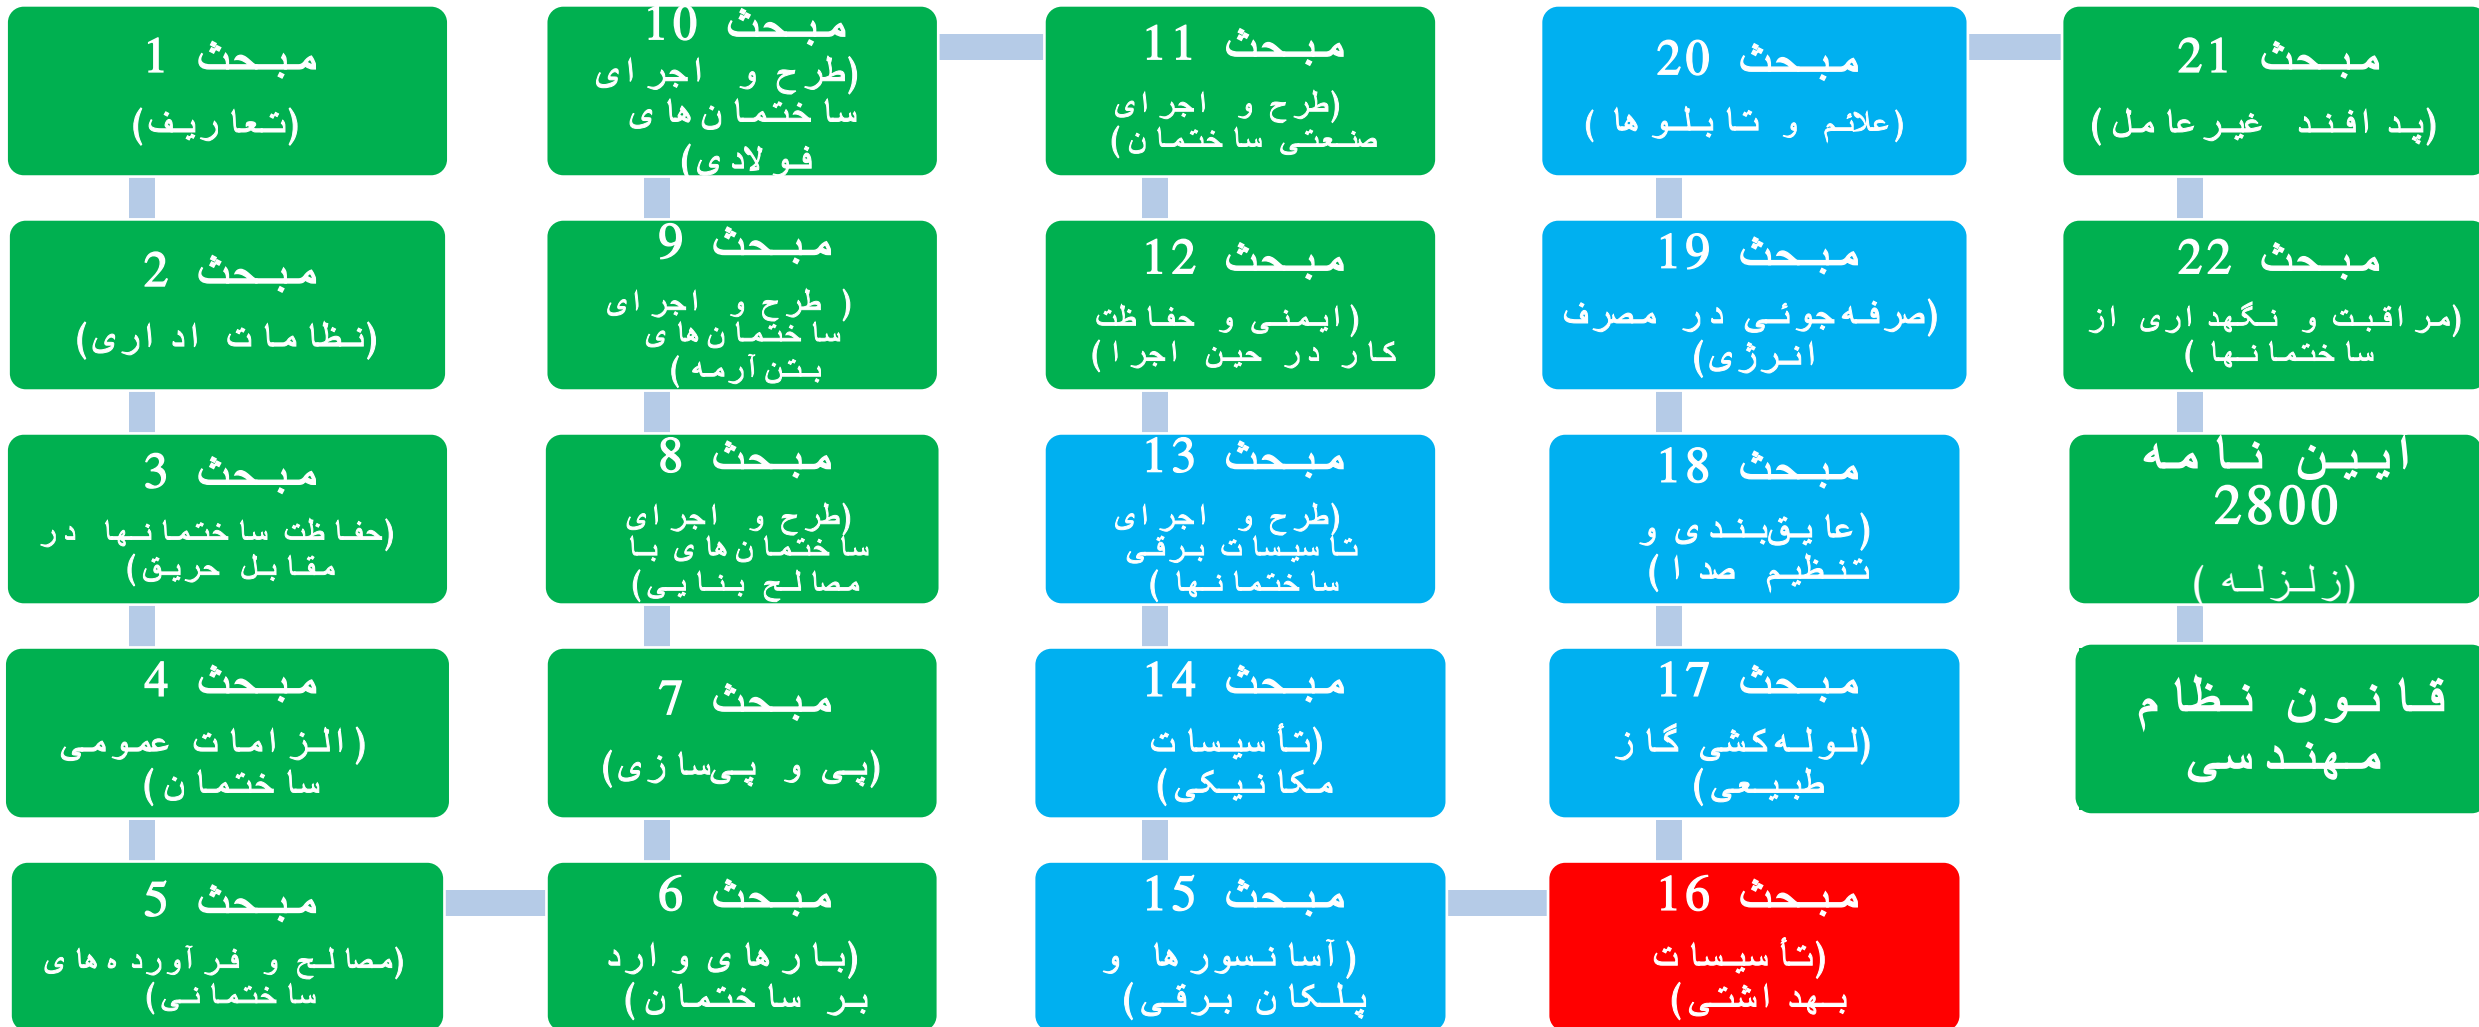 مبحث 1
(تعاریف)
مبحث 2
(نظامات اداری)
مبحث 3
(حفاظت ساختمانها در
مقابل حریق)
مبحث 4
(الزامات عمومی
ساختمان)
مبحث 5
(مصالح و فرآورده‌های
ساختمانی)
مبحث 6
(بارهای وارد
بر ساختمان)
مبحث 7
(پی و پی‌سازی)
مبحث 8
(طرح و اجرای
ساختمان‌های با
مصالح بنایی)
مبحث 9
( طرح و اجرای
ساختمان‌های
بتن‌آرمه)
مبحث 10
(طرح و اجرای
ساختمان‌های
فولادی)
مبحث 11
(طرح و اجرای
صنعتی ساختمان)
مبحث 12
(ایمنی و حفاظت
کار در حین اجرا)
مبحث 13
(طرح و اجرای
تاسیسات برقی
ساختمانها)
مبحث 14
(تأسیسات
مکانیکی)
مبحث 15
(آسانسورها و
پلکان برقی)
مبحث 16
(تأسیسات
بهداشتی)
مبحث 17
(لوله‌کشی گاز
طبیعی)
مبحث 18
(عایق‌بندی و
تنظیم صدا)
مبحث 19
(صرفه‌جوئی در مصرف
انرژی)
مبحث 20
(علائم و تابلوها )
مبحث 21
(پدافند غیرعامل)
مبحث 22
(مراقبت و نگهداری از
ساختمانها)
ایین نامه
2800
(زلزله )
قانون نظام
مهندسی